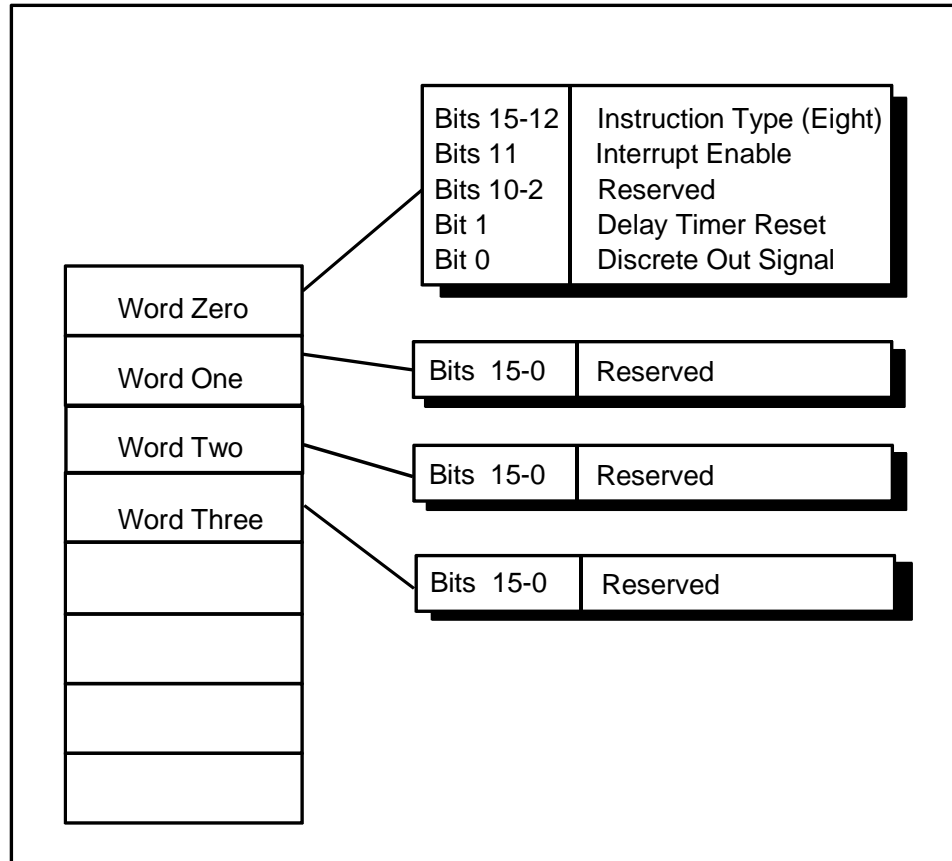 Bits 15-12 Instruction Type (Eight)
Bits 11 Interrupt Enable
Bits 10-2 Reserved
Bit 1 Delay Timer Reset
Bit 0 Discrete Out Signal
Word Zero
Word One
Bits 15-0 Reserved
Word Two
Bits 15-0 Reserved
Word Three
Bits 15-0 Reserved